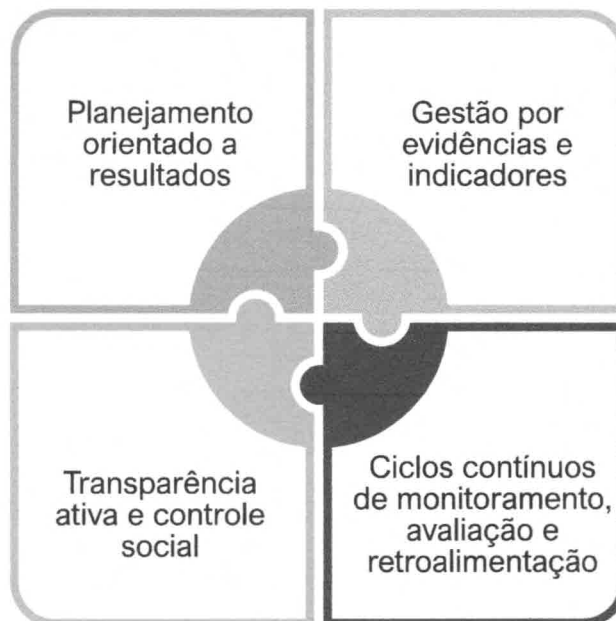 Planejamento
orientado a
resultados
Gestão por
evidências e
indicadores
Transparência
ativa e controle
social
Ciclos contínuos
de monitoramento,
avaliação e
retroalimentação